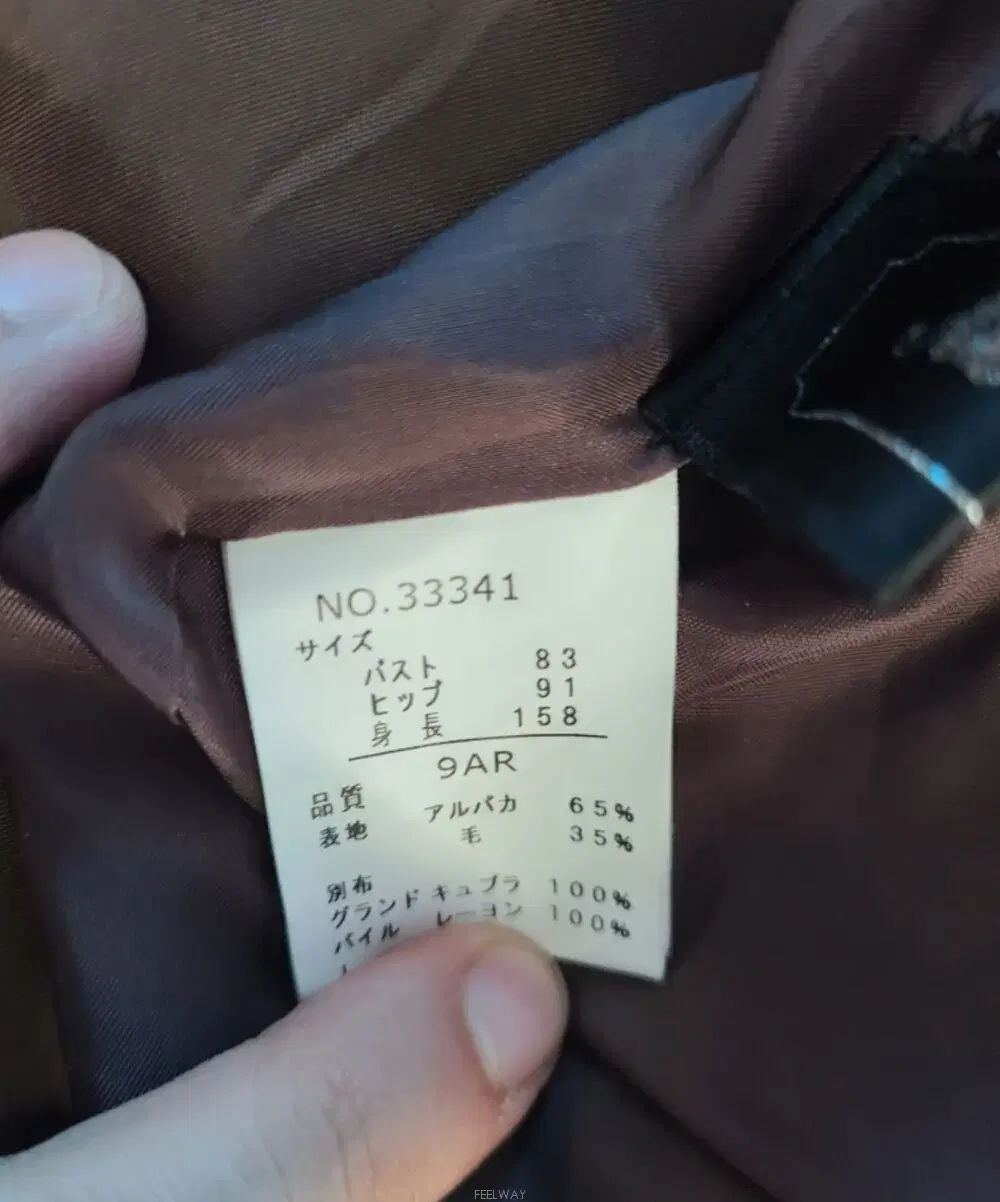 NO.33341
サイズ
バスト 83
ヒップ 91
身長 158
9AR
品質 アルパカ 65%
表地 毛 35%
別布
グランド キュプラ 100%
パイル レーヨン 100%
FEELWAY